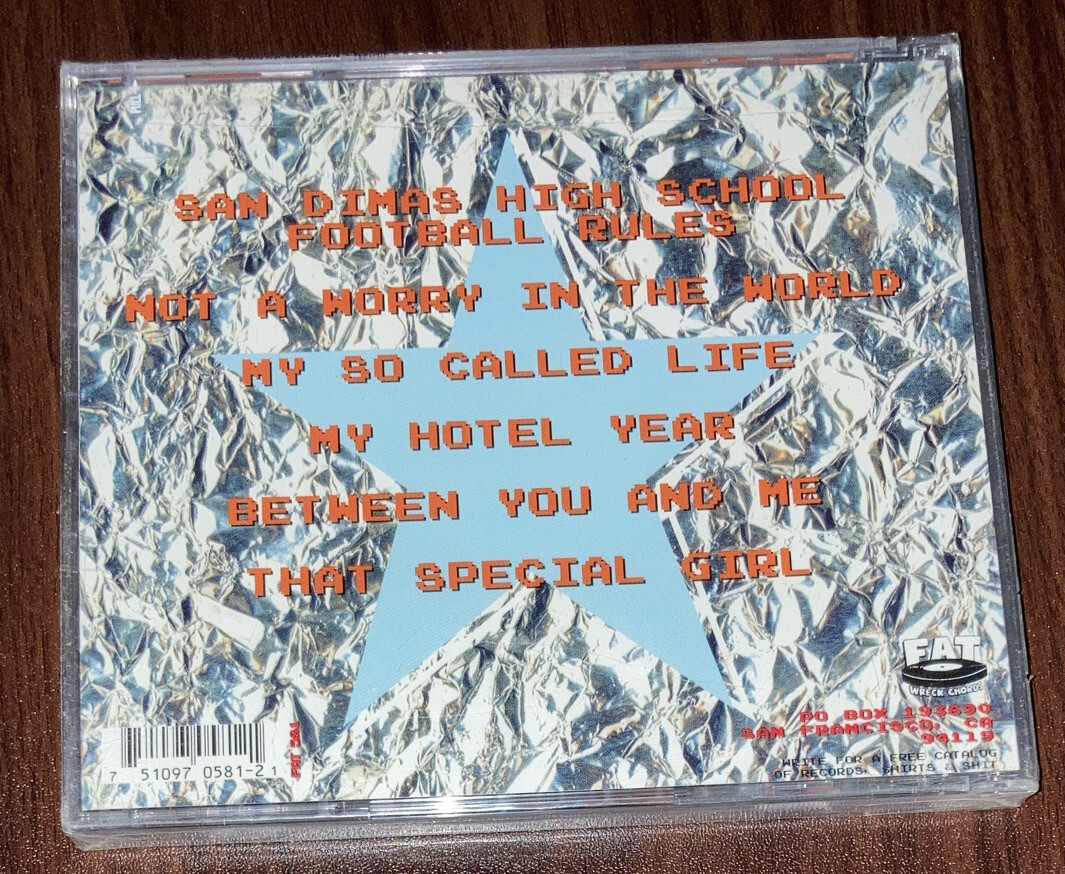 SAN DIMAS HIGH SCHOOL
FOOTBALL RULES
NOT A WORRY IN THE WORLD
MY SO CALLED LIFE
MY HOTEL YEAR
BETWEEN YOU AND ME
THAT SPECIAL GIRL
FAT
WRECK CHORDS
PO BOX 193690
SAN FRANCISCO, CA
94119
WRITE FOR A FREE CATALOG
OF RECORDS, SHIRTS & SHIT
7 51097 0581-2 1
FAT 581